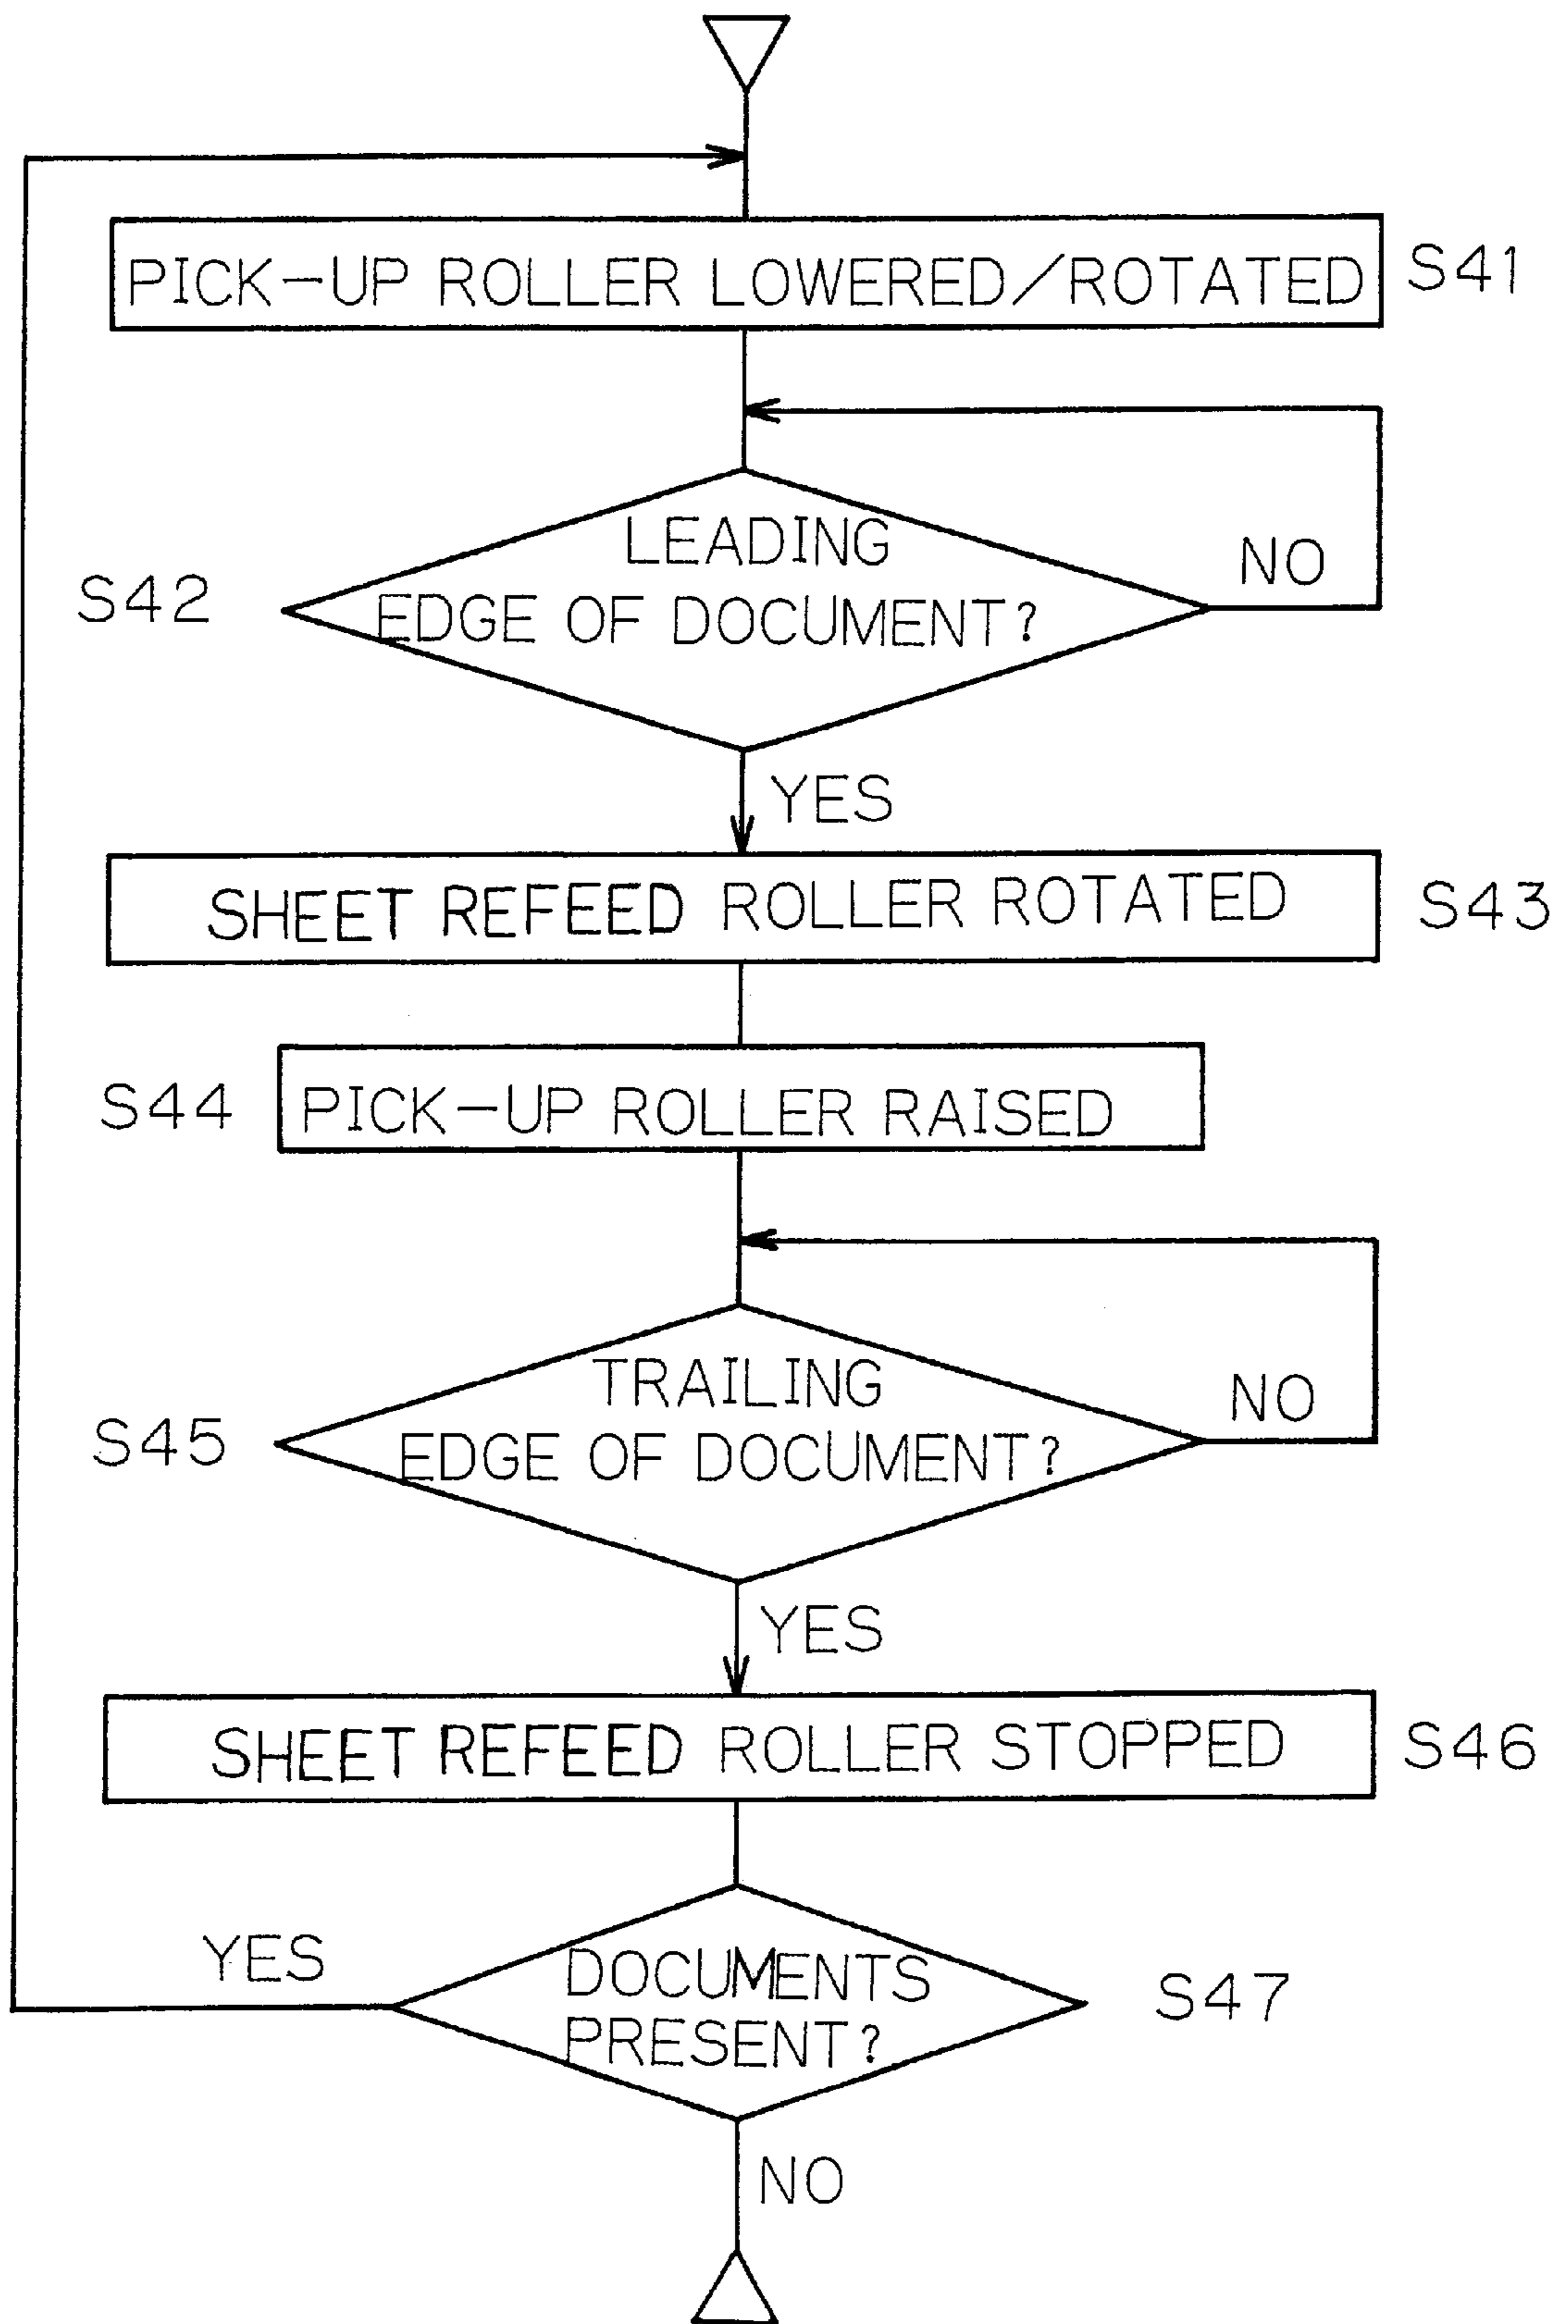 PICK-UP ROLLER LOWERED/ROTATED
S41
LEADING
EDGE OF DOCUMENT?
S42
NO
YES
SHEET REFEED ROLLER ROTATED
S43
S44
PICK-UP ROLLER RAISED
TRAILING
EDGE OF DOCUMENT?
S45
NO
YES
SHEET REFEED ROLLER STOPPED
S46
YES
DOCUMENTS
PRESENT?
S47
NO